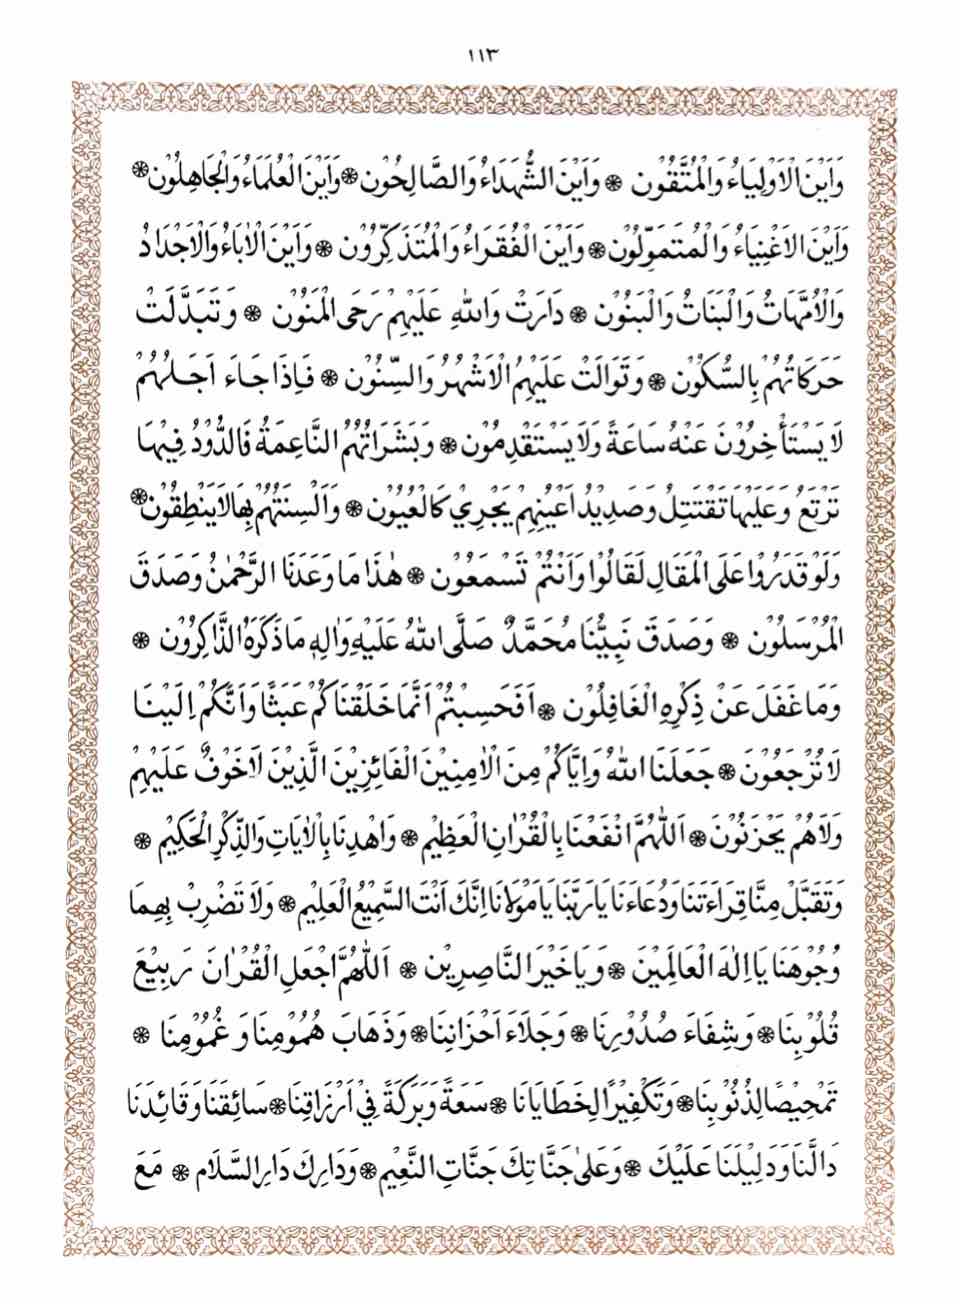 ١١٣
وَاَيْنَ الْاَوْلِيَاءُ وَالْمُتَّقُوْن ۞ وَاَيْنَ الشُّهَدَاءُ وَالصَّالِحُوْن ۞ وَاَيْنَ الْعُلَمَاءُ وَالْجَاهِلُوْن ۞
وَاَيْنَ الْاَغْنِيَاءُ وَالْمُتَمَوِّلُوْن ۞ وَاَيْنَ الْفُقَرَاءُ وَالْمُتَذَكِّرُوْن ۞ وَاَيْنَ الْاٰبَاءُ وَالْاَجْدَادُ
وَالْاُمَّهَاتُ وَالْبَنَاتُ وَالْبَنُوْن ۞ دَارَتْ وَاللهِ عَلَيْهِمْ رَحَى الْمَنُوْن ۞ وَتَبَدَّلَتْ
حَرَكَاتُهُمْ بِالسُّكُوْن ۞ وَتَوَالَتْ عَلَيْهِمُ الْاَشْهُرُ وَالسِّنُوْن ۞ فَاِذَا جَاءَ اَجَلُهُمْ
لَا يَسْتَأْخِرُوْنَ عَنْهُ سَاعَةً وَلَا يَسْتَقْدِمُوْن ۞ وَبَشَرَاتُهُمُ النَّاعِمَةُ فَالدُّوْدُ فِيْهَا
تَرْتَعُ وَعَلَيْهَا تَقْتَتِلُ وَصَدِيْدُ اَعْيُنِهِمْ يَجْرِيْ كَالْعُيُوْن ۞ وَاَلْسِنَتُهُمْ بِهَا لَا يَنْطِقُوْن ۞
وَلَوْ قَدَرُوْا عَلَى الْمَقَالِ لَقَالُوْا وَاَنْتُمْ تَسْمَعُوْن ۞ هٰذَا مَا وَعَدَنَا الرَّحْمٰنُ وَصَدَقَ
الْمُرْسَلُوْن ۞ وَصَدَقَ نَبِيُّنَا مُحَمَّدٌ صَلَّى اللهُ عَلَيْهِ وَاٰلِهٖ مَا ذَكَرَهُ الذَّاكِرُوْن ۞
وَمَا غَفَلَ عَنْ ذِكْرِهِ الْغَافِلُوْن ۞ اَفَحَسِبْتُمْ اَنَّمَا خَلَقْنَاكُمْ عَبَثًا وَاَنَّكُمْ اِلَيْنَا
لَا تُرْجَعُوْن ۞ جَعَلَنَا اللهُ وَاِيَّاكُمْ مِنَ الْاٰمِنِيْنَ الْفَائِزِيْنَ الَّذِيْنَ لَا خَوْفٌ عَلَيْهِمْ
وَلَا هُمْ يَحْزَنُوْن ۞ اَللّٰهُمَّ انْفَعْنَا بِالْقُرْاٰنِ الْعَظِيْم ۞ وَاهْدِنَا بِالْاٰيَاتِ وَالذِّكْرِ الْحَكِيْم ۞
وَتَقَبَّلْ مِنَّا قِرَاءَتَنَا وَدُعَاءَنَا يَا رَبَّنَا يَا مَوْلَانَا اِنَّكَ اَنْتَ السَّمِيْعُ الْعَلِيْم ۞ وَلَا تَضْرِبْ بِهِمَا
وُجُوْهَنَا يَا اِلٰهَ الْعَالَمِيْن ۞ وَيَا خَيْرَ النَّاصِرِيْن ۞ اَللّٰهُمَّ اجْعَلِ الْقُرْاٰنَ رَبِيْعَ
قُلُوْبِنَا ۞ وَشِفَاءَ صُدُوْرِنَا ۞ وَجَلَاءَ اَحْزَانِنَا ۞ وَذَهَابَ هُمُوْمِنَا وَغُمُوْمِنَا ۞
تَمْحِيْصًا لِذُنُوْبِنَا ۞ وَتَكْفِيْرًا لِخَطَايَانَا ۞ سَعَةً وَبَرَكَةً فِيْ اَرْزَاقِنَا ۞ سَائِقَنَا وَقَائِدَنَا
دَالَّنَا وَدَلِيْلَنَا عَلَيْكَ ۞ وَعَلٰى جَنَّاتِكَ جَنَّاتِ النَّعِيْم ۞ وَدَارِكَ دَارِ السَّلَام ۞ مَعَ